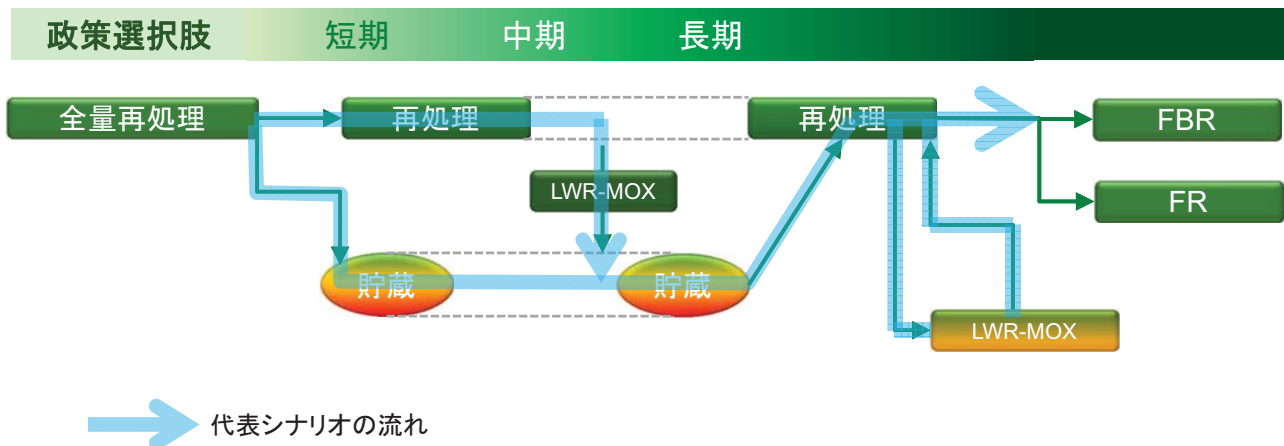 政策選択肢
短期
中期
長期
全量再処理
再処理
再処理
FBR
LWR-MOX
FR
貯蔵
貯蔵
LWR-MOX
代表シナリオの流れ